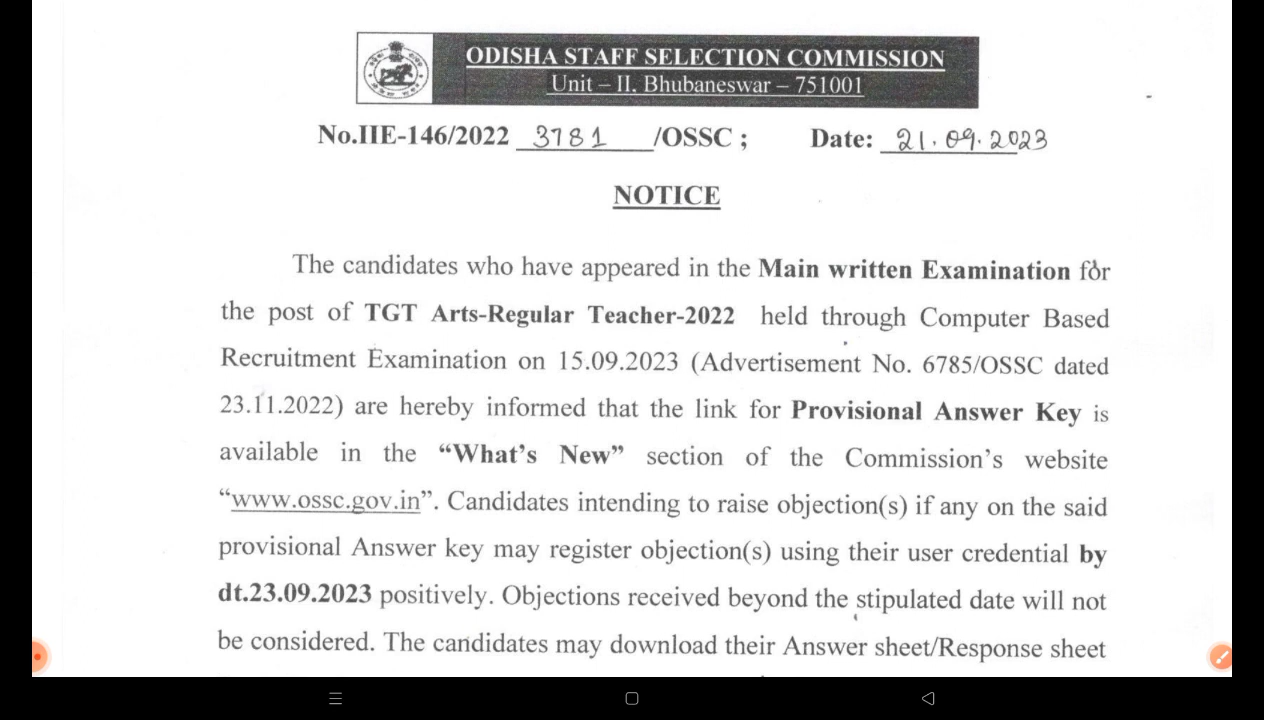 ODISHA STAFF SELECTION COMMISSION
Unit – II, Bhubaneswar – 751001
No.IIE-146/2022 3781 /OSSC ; Date: 21.09.2023
NOTICE
The candidates who have appeared in the Main written Examination for
the post of TGT Arts-Regular Teacher-2022 held through Computer Based
Recruitment Examination on 15.09.2023 (Advertisement No. 6785/OSSC dated
23.11.2022) are hereby informed that the link for Provisional Answer Key is
available in the “What’s New” section of the Commission’s website
“www.ossc.gov.in”. Candidates intending to raise objection(s) if any on the said
provisional Answer key may register objection(s) using their user credential by
dt.23.09.2023 positively. Objections received beyond the stipulated date will not
be considered. The candidates may download their Answer sheet/Response sheet